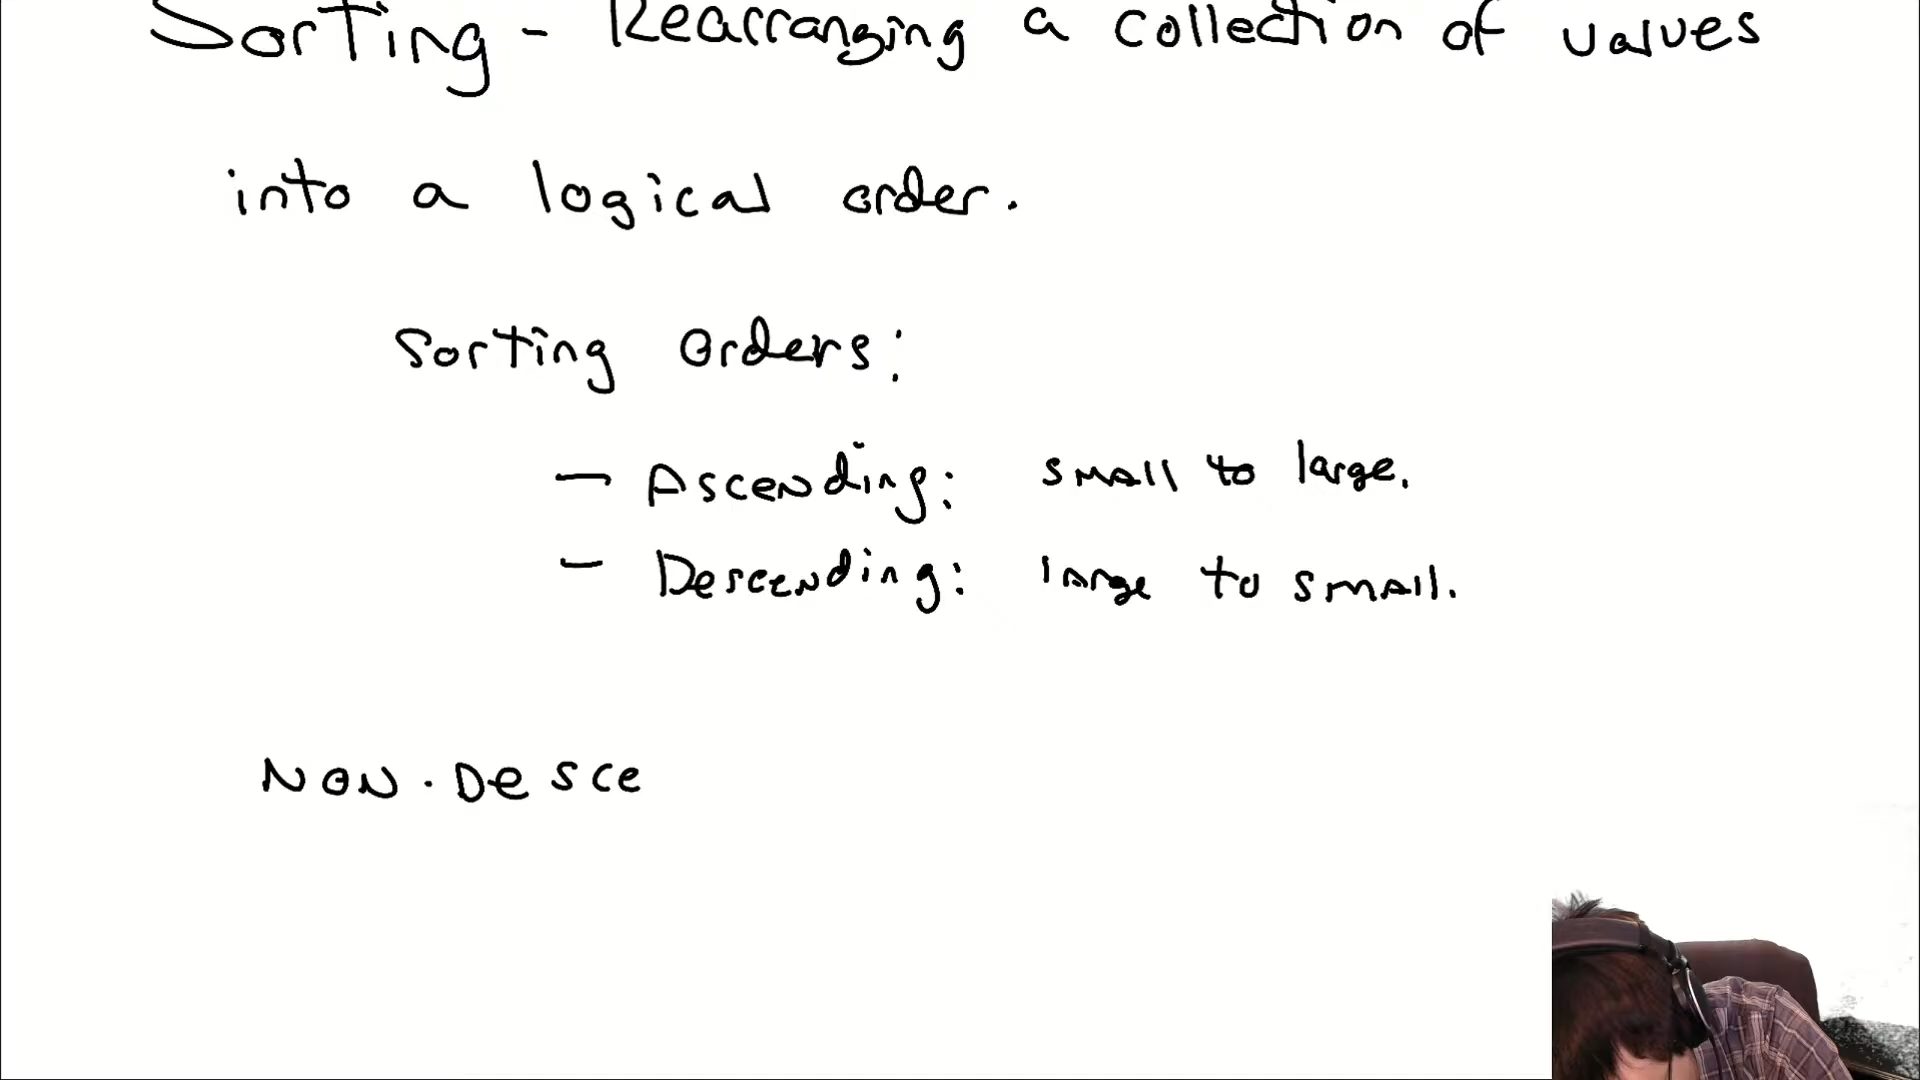 Sorting - Rearranging a collection of values
into a logical order.
Sorting Orders:
- Ascending: small to large.
- Descending: large to small.
Non-Desce